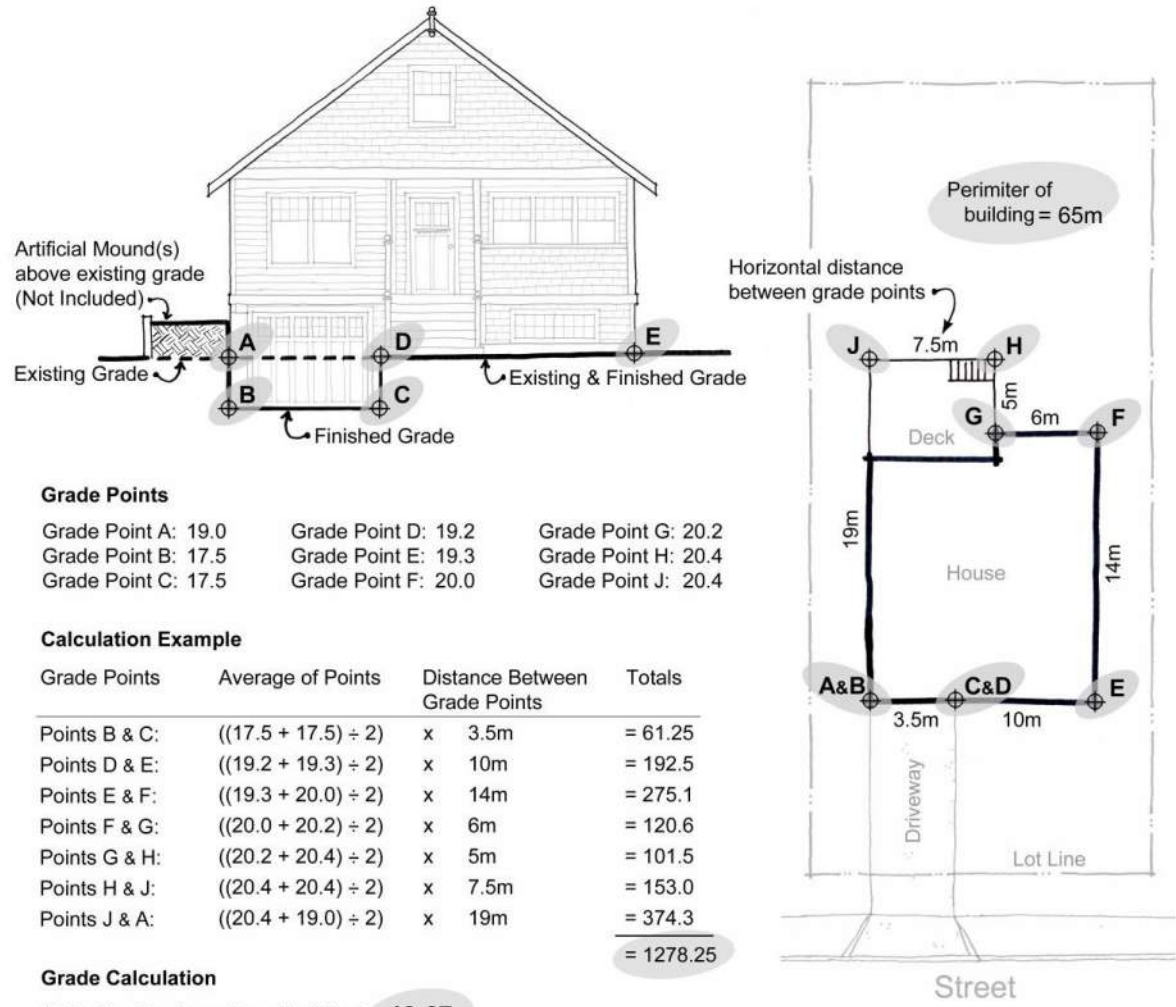 Artificial Mound(s)
above existing grade
(Not Included)
Existing Grade
A
B
D
C
E
Existing & Finished Grade
Finished Grade
Perimiter of
building = 65m
Horizontal distance
between grade points
J
7.5m
H
5m
G
6m
F
Deck
19m
House
14m
A&B
C&D
E
3.5m
10m
Driveway
Lot Line
Street
Grade Points
Grade Point A: 19.0 Grade Point D: 19.2 Grade Point G: 20.2
Grade Point B: 17.5 Grade Point E: 19.3 Grade Point H: 20.4
Grade Point C: 17.5 Grade Point F: 20.0 Grade Point J: 20.4
Calculation Example
Grade Points Average of Points Distance Between Totals
Grade Points
Points B & C: ((17.5 + 17.5) ÷ 2) x 3.5m = 61.25
Points D & E: ((19.2 + 19.3) ÷ 2) x 10m = 192.5
Points E & F: ((19.3 + 20.0) ÷ 2) x 14m = 275.1
Points F & G: ((20.0 + 20.2) ÷ 2) x 6m = 120.6
Points G & H: ((20.2 + 20.4) ÷ 2) x 5m = 101.5
Points H & J: ((20.4 + 20.4) ÷ 2) x 7.5m = 153.0
Points J & A: ((20.4 + 19.0) ÷ 2) x 19m = 374.3
= 1278.25
Grade Calculation